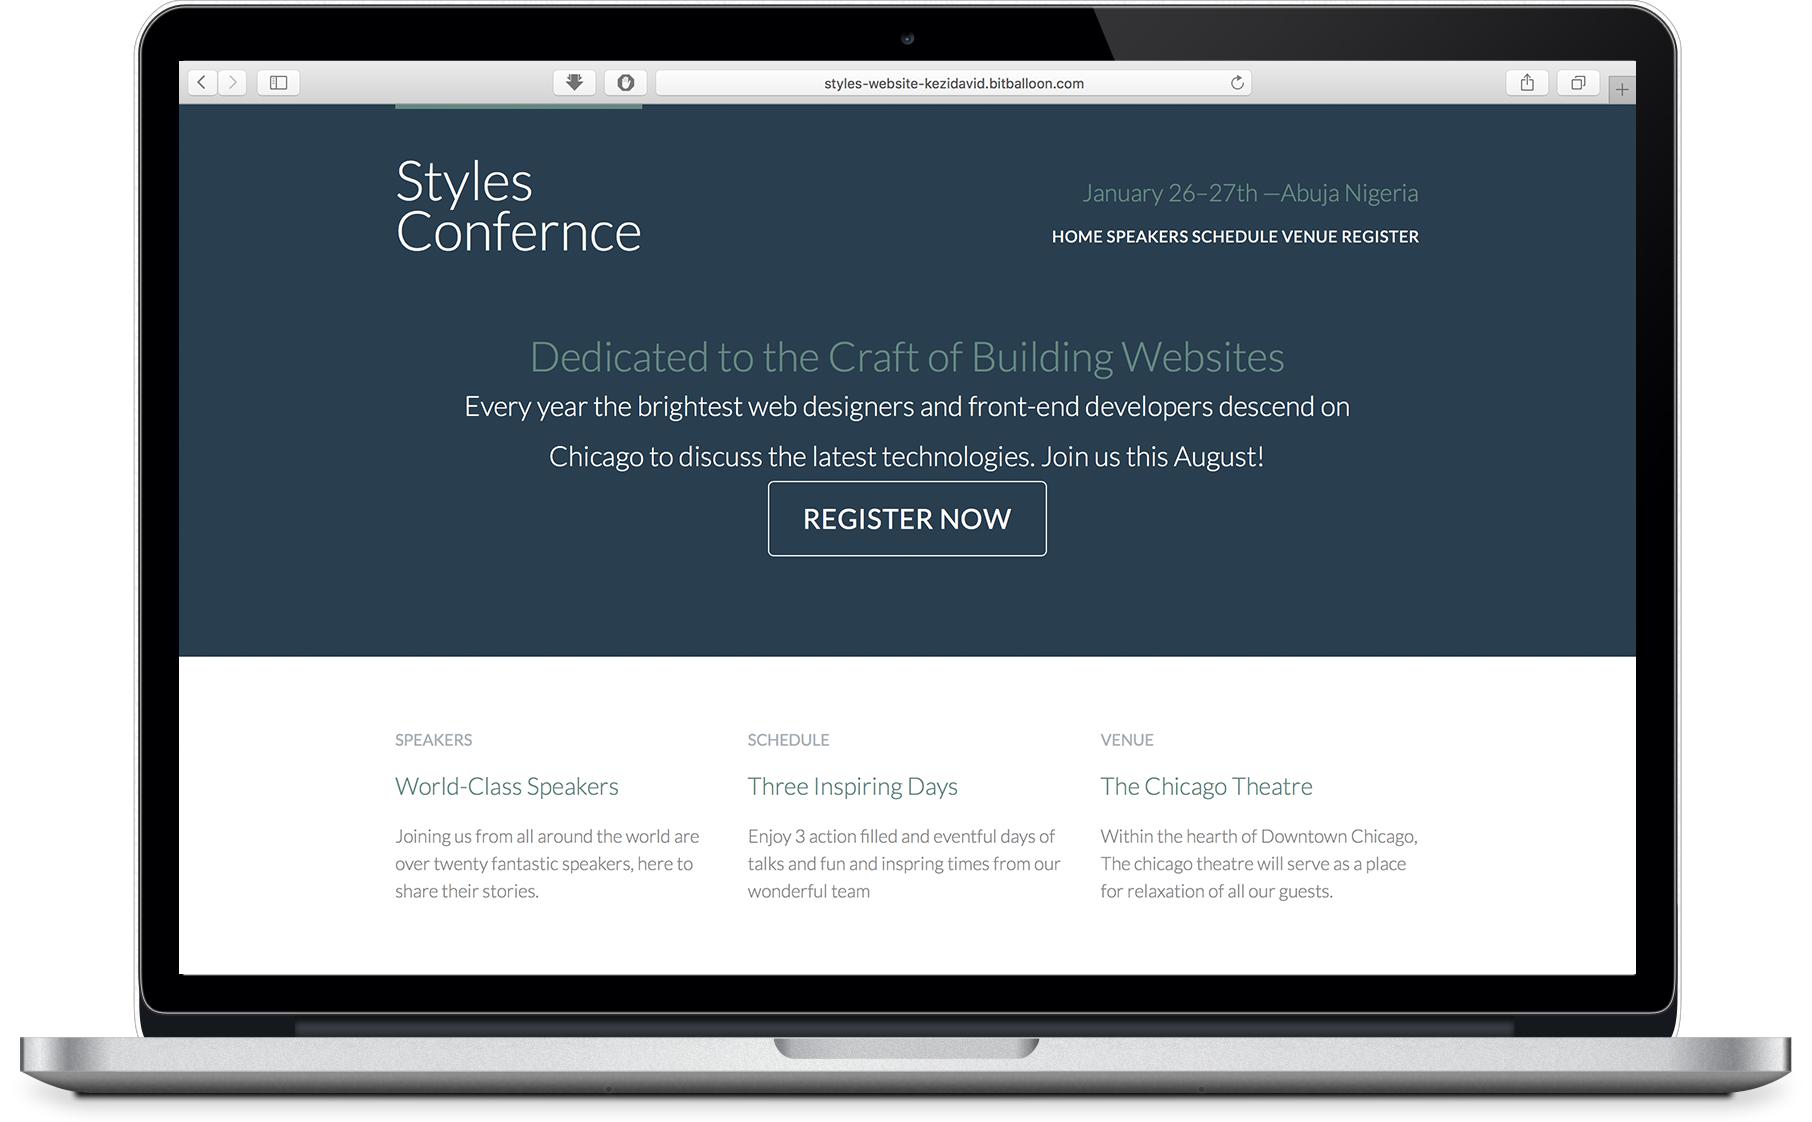 styles-website-kezidavid.bitballoon.com
Styles
Confernce
January 26–27th —Abuja Nigeria
HOME SPEAKERS SCHEDULE VENUE REGISTER
Dedicated to the Craft of Building Websites
Every year the brightest web designers and front-end developers descend on
Chicago to discuss the latest technologies. Join us this August!
REGISTER NOW
SPEAKERS
World-Class Speakers
Joining us from all around the world are
over twenty fantastic speakers, here to
share their stories.
SCHEDULE
Three Inspiring Days
Enjoy 3 action filled and eventful days of
talks and fun and inspring times from our
wonderful team
VENUE
The Chicago Theatre
Within the hearth of Downtown Chicago,
The chicago theatre will serve as a place
for relaxation of all our guests.